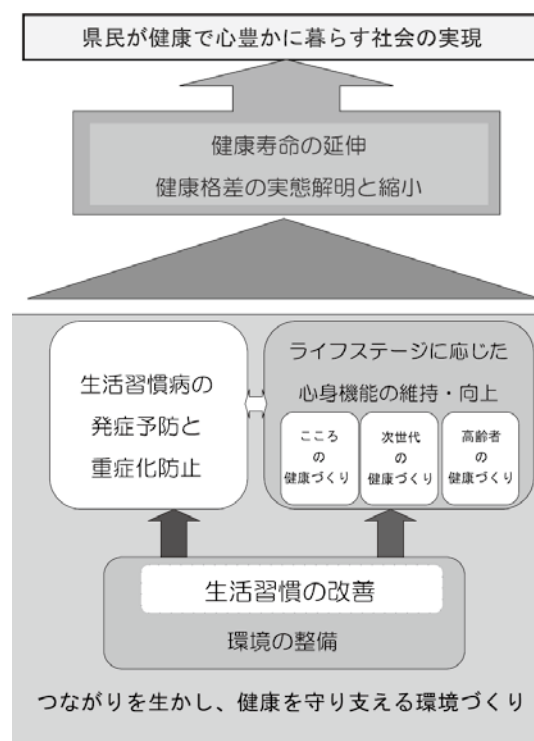 県民が健康で心豊かに暮らす社会の実現
健康寿命の延伸
健康格差の実態解明と縮小
生活習慣病の
発症予防と
重症化防止
ライフステージに応じた
心身機能の維持・向上
こころ
の
健康づくり
次世代
の
健康づくり
高齢者
の
健康づくり
生活習慣の改善
環境の整備
つながりを生かし、健康を守り支える環境づくり